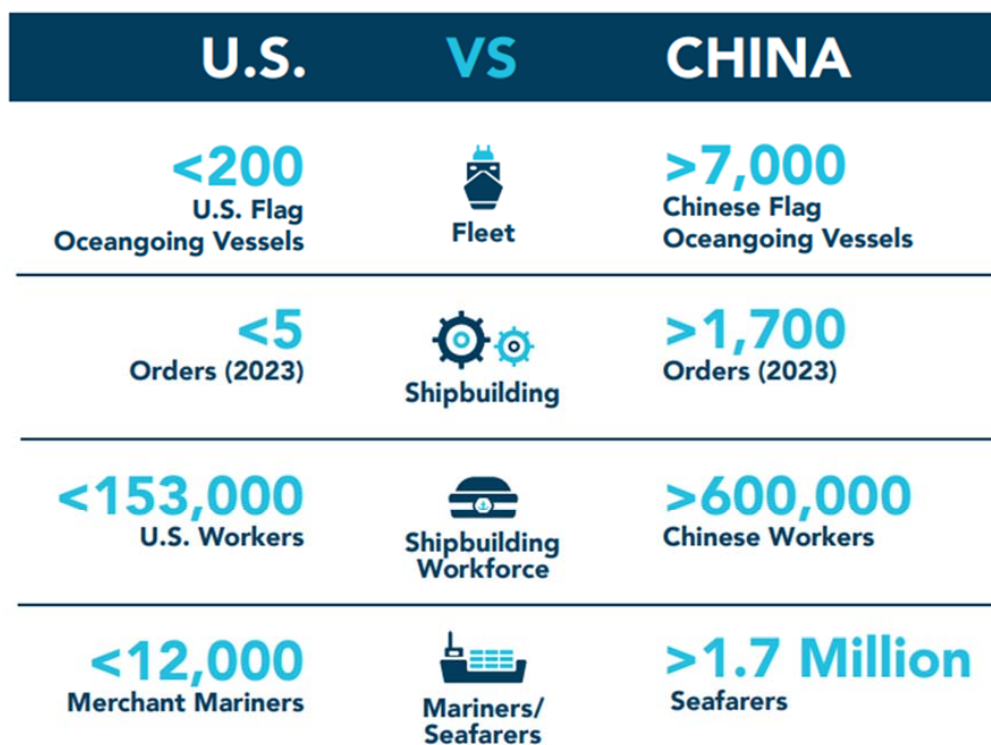 U.S. VS CHINA
<200
U.S. Flag
Oceangoing Vessels
Fleet
>7,000
Chinese Flag
Oceangoing Vessels
<5
Orders (2023)
Shipbuilding
>1,700
Orders (2023)
<153,000
U.S. Workers
Shipbuilding
Workforce
>600,000
Chinese Workers
<12,000
Merchant Mariners
Mariners/
Seafarers
>1.7 Million
Seafarers